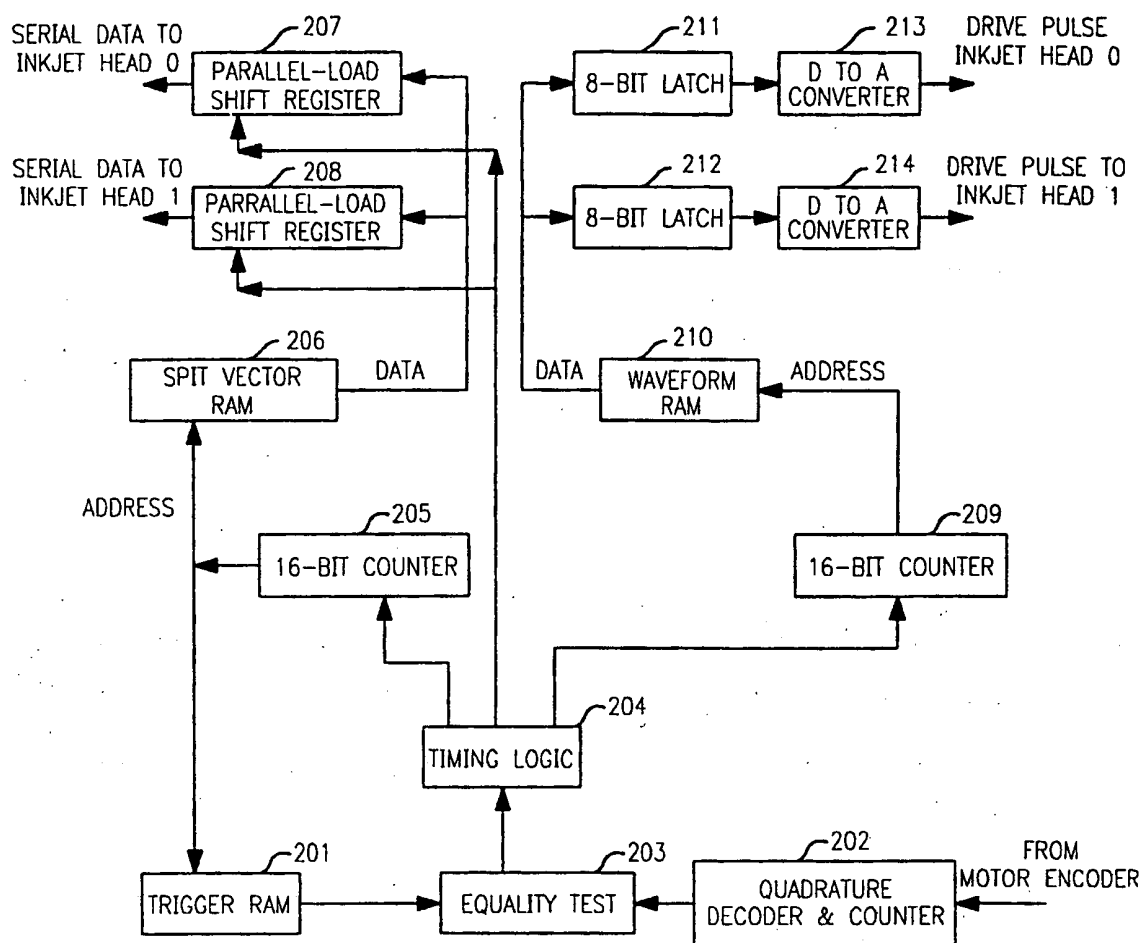 SERIAL DATA TO
INKJET HEAD 0
207
PARALLEL-LOAD
SHIFT REGISTER
211
8-BIT LATCH
213
D TO A
CONVERTER
DRIVE PULSE
INKJET HEAD 0
SERIAL DATA TO
INKJET HEAD 1
208
PARRALLEL-LOAD
SHIFT REGISTER
212
8-BIT LATCH
214
D TO A
CONVERTER
DRIVE PULSE TO
INKJET HEAD 1
206
SPIT VECTOR
RAM
DATA
DATA
210
WAVEFORM
RAM
ADDRESS
ADDRESS
205
16-BIT COUNTER
209
16-BIT COUNTER
204
TIMING LOGIC
201
TRIGGER RAM
203
EQUALITY TEST
202
QUADRATURE
DECODER & COUNTER
FROM
MOTOR ENCODER